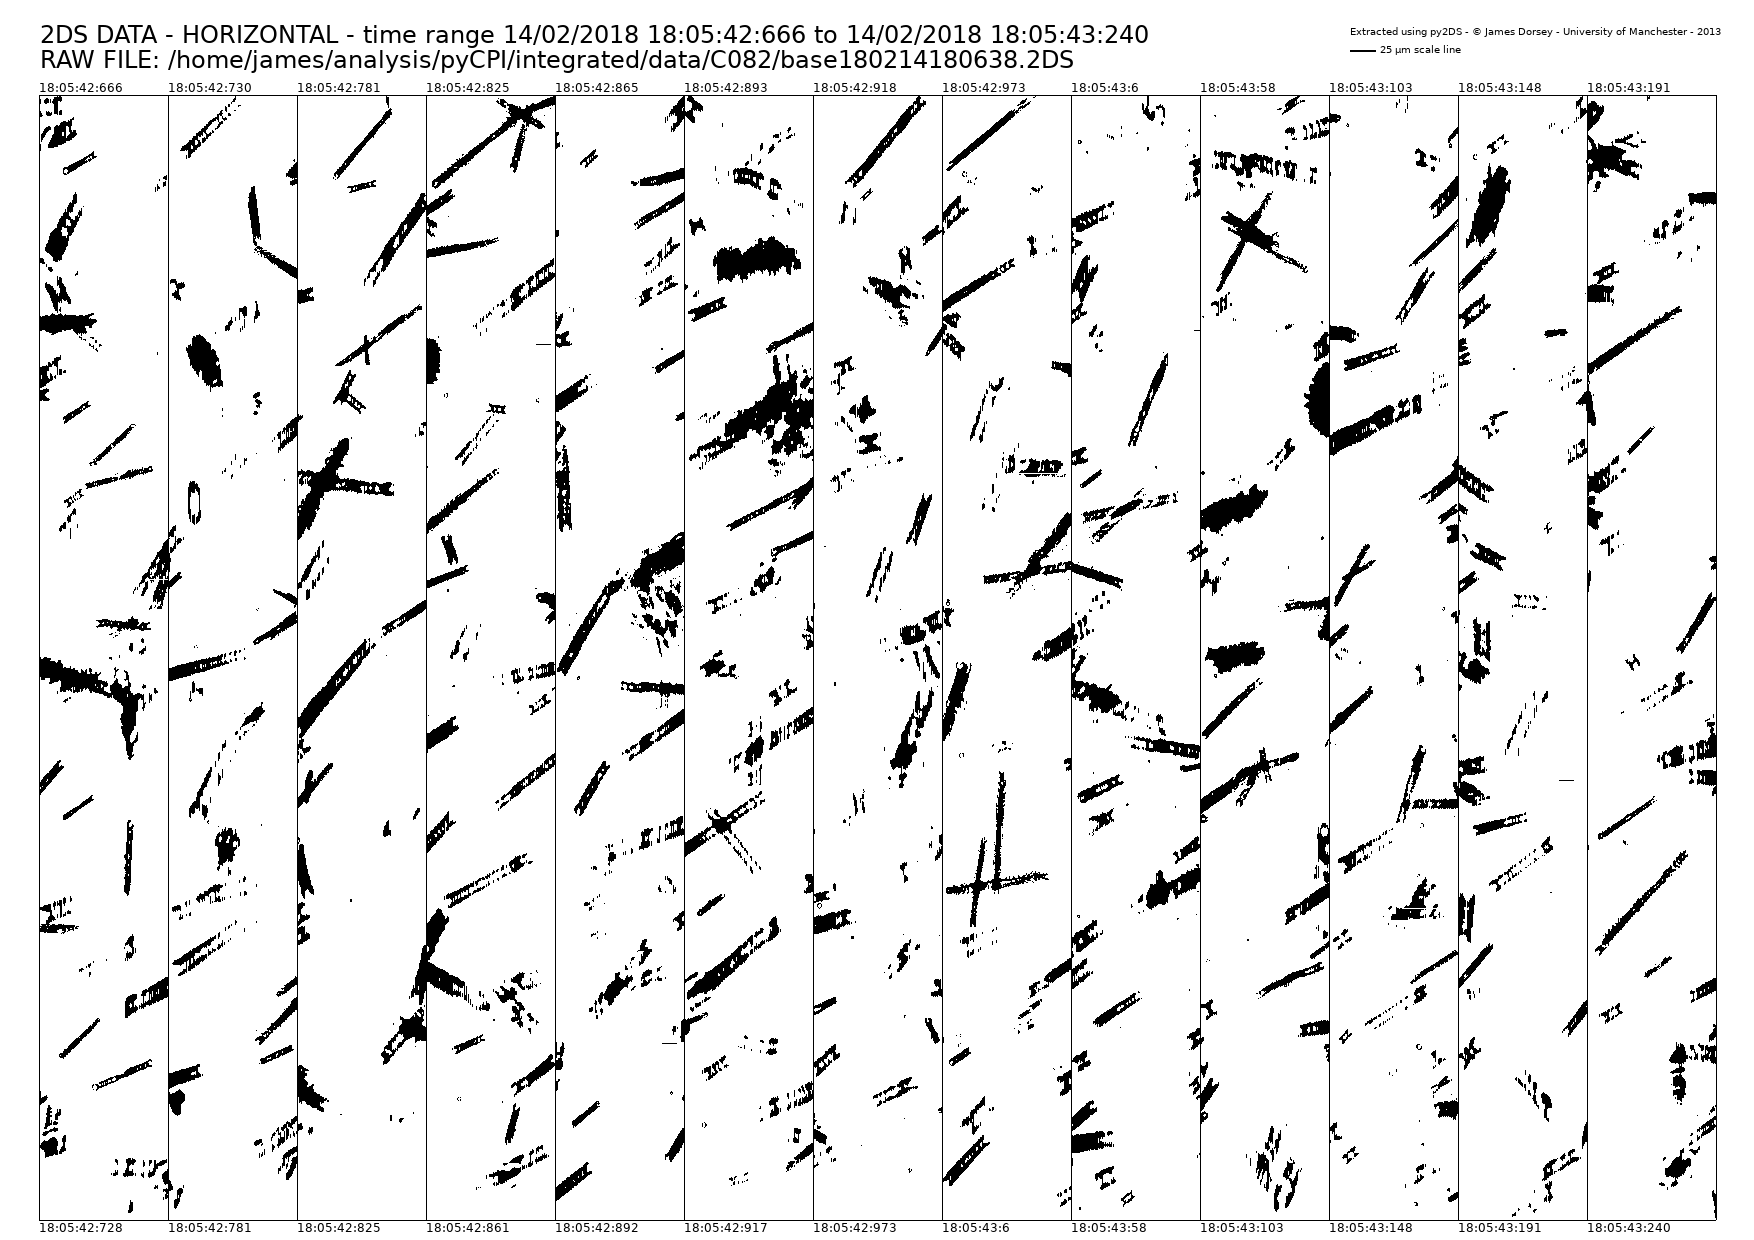 2DS DATA - HORIZONTAL - time range 14/02/2018 18:05:42:666 to 14/02/2018 18:05:43:240
RAW FILE: /home/james/analysis/pyCPI/integrated/data/C082/base180214180638.2DS
Extracted using py2DS - © James Dorsey - University of Manchester - 2013
25 µm scale line
18:05:42:666 18:05:42:730 18:05:42:781 18:05:42:825 18:05:42:865 18:05:42:893 18:05:42:918 18:05:42:973 18:05:43:6 18:05:43:58 18:05:43:103 18:05:43:148 18:05:43:191
18:05:42:728 18:05:42:781 18:05:42:825 18:05:42:861 18:05:42:892 18:05:42:917 18:05:42:973 18:05:43:6 18:05:43:58 18:05:43:103 18:05:43:148 18:05:43:191 18:05:43:240